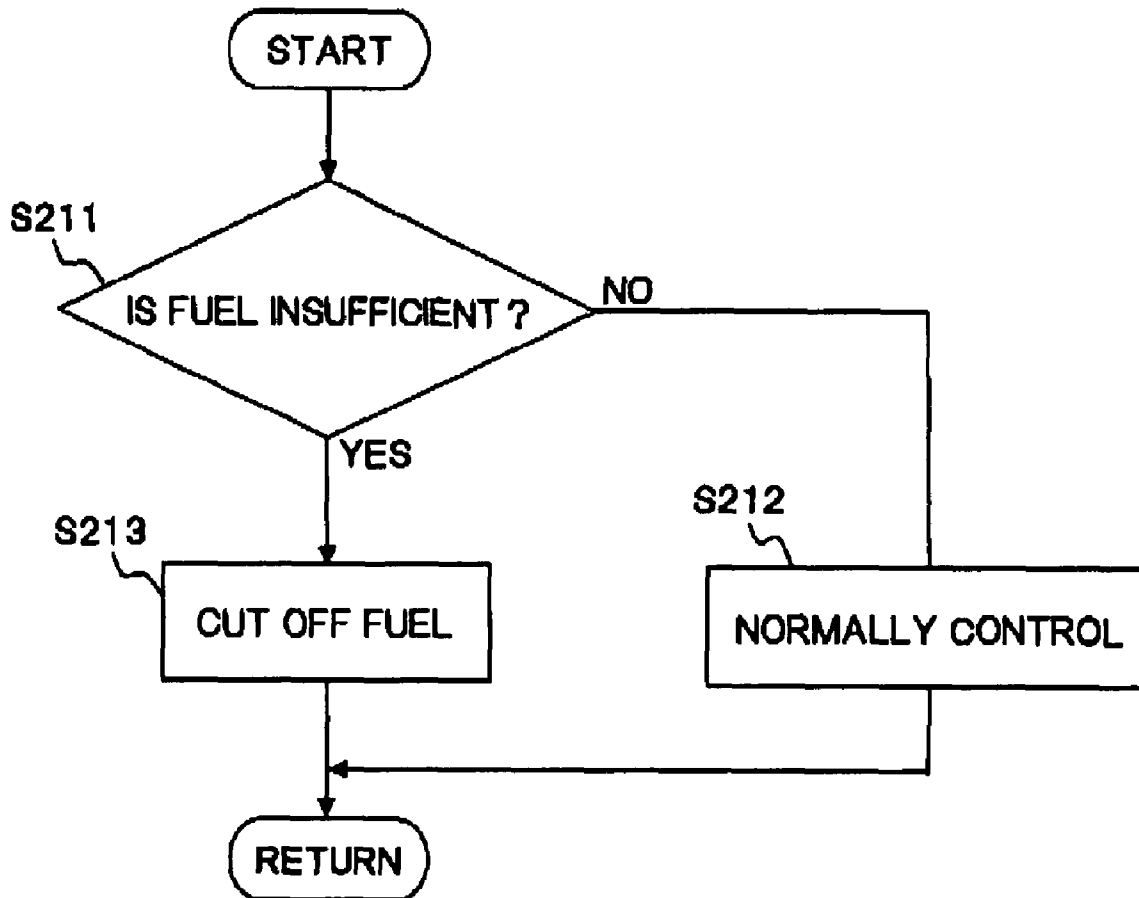 START
S211
IS FUEL INSUFFICIENT ?
NO
YES
S213
CUT OFF FUEL
S212
NORMALLY CONTROL
RETURN